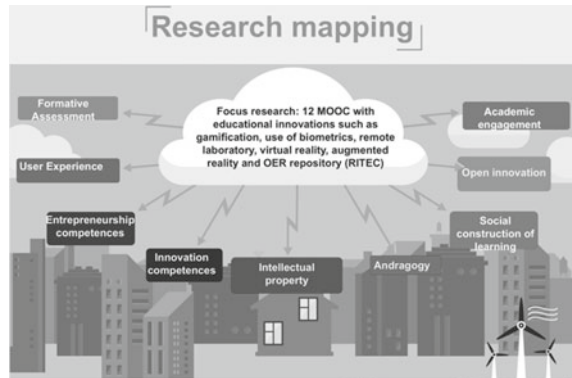 Research mapping
Focus research: 12 MOOC with
educational innovations such as
gamification, use of biometrics, remote
laboratory, virtual reality, augmented
reality and OER repository (RITEC)
Formative
Assessment
Academic
engagement
User Experience
Open innovation
Entrepreneurship
competences
Social
construction of
learning
Innovation
competences
Intellectual
property
Andragogy